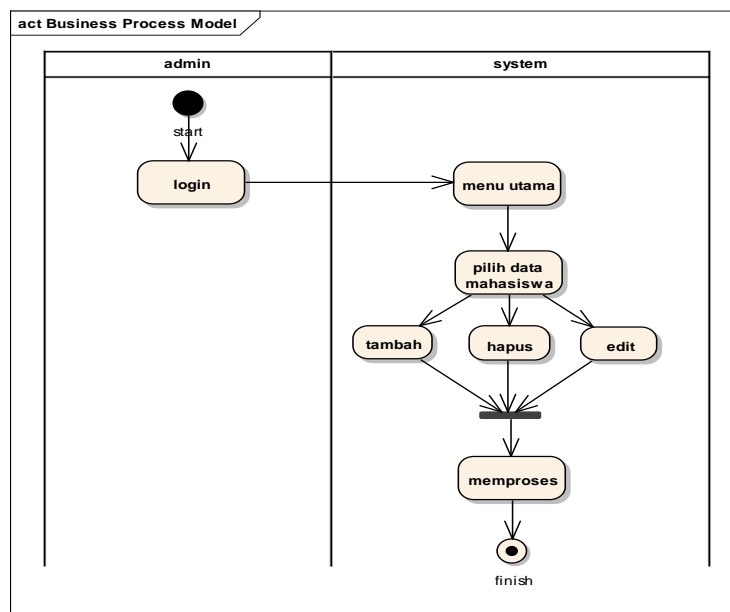 act Business Process Model
admin
system
start
login
menu utama
pilih data
mahasiswa
tambah
hapus
edit
memproses
finish